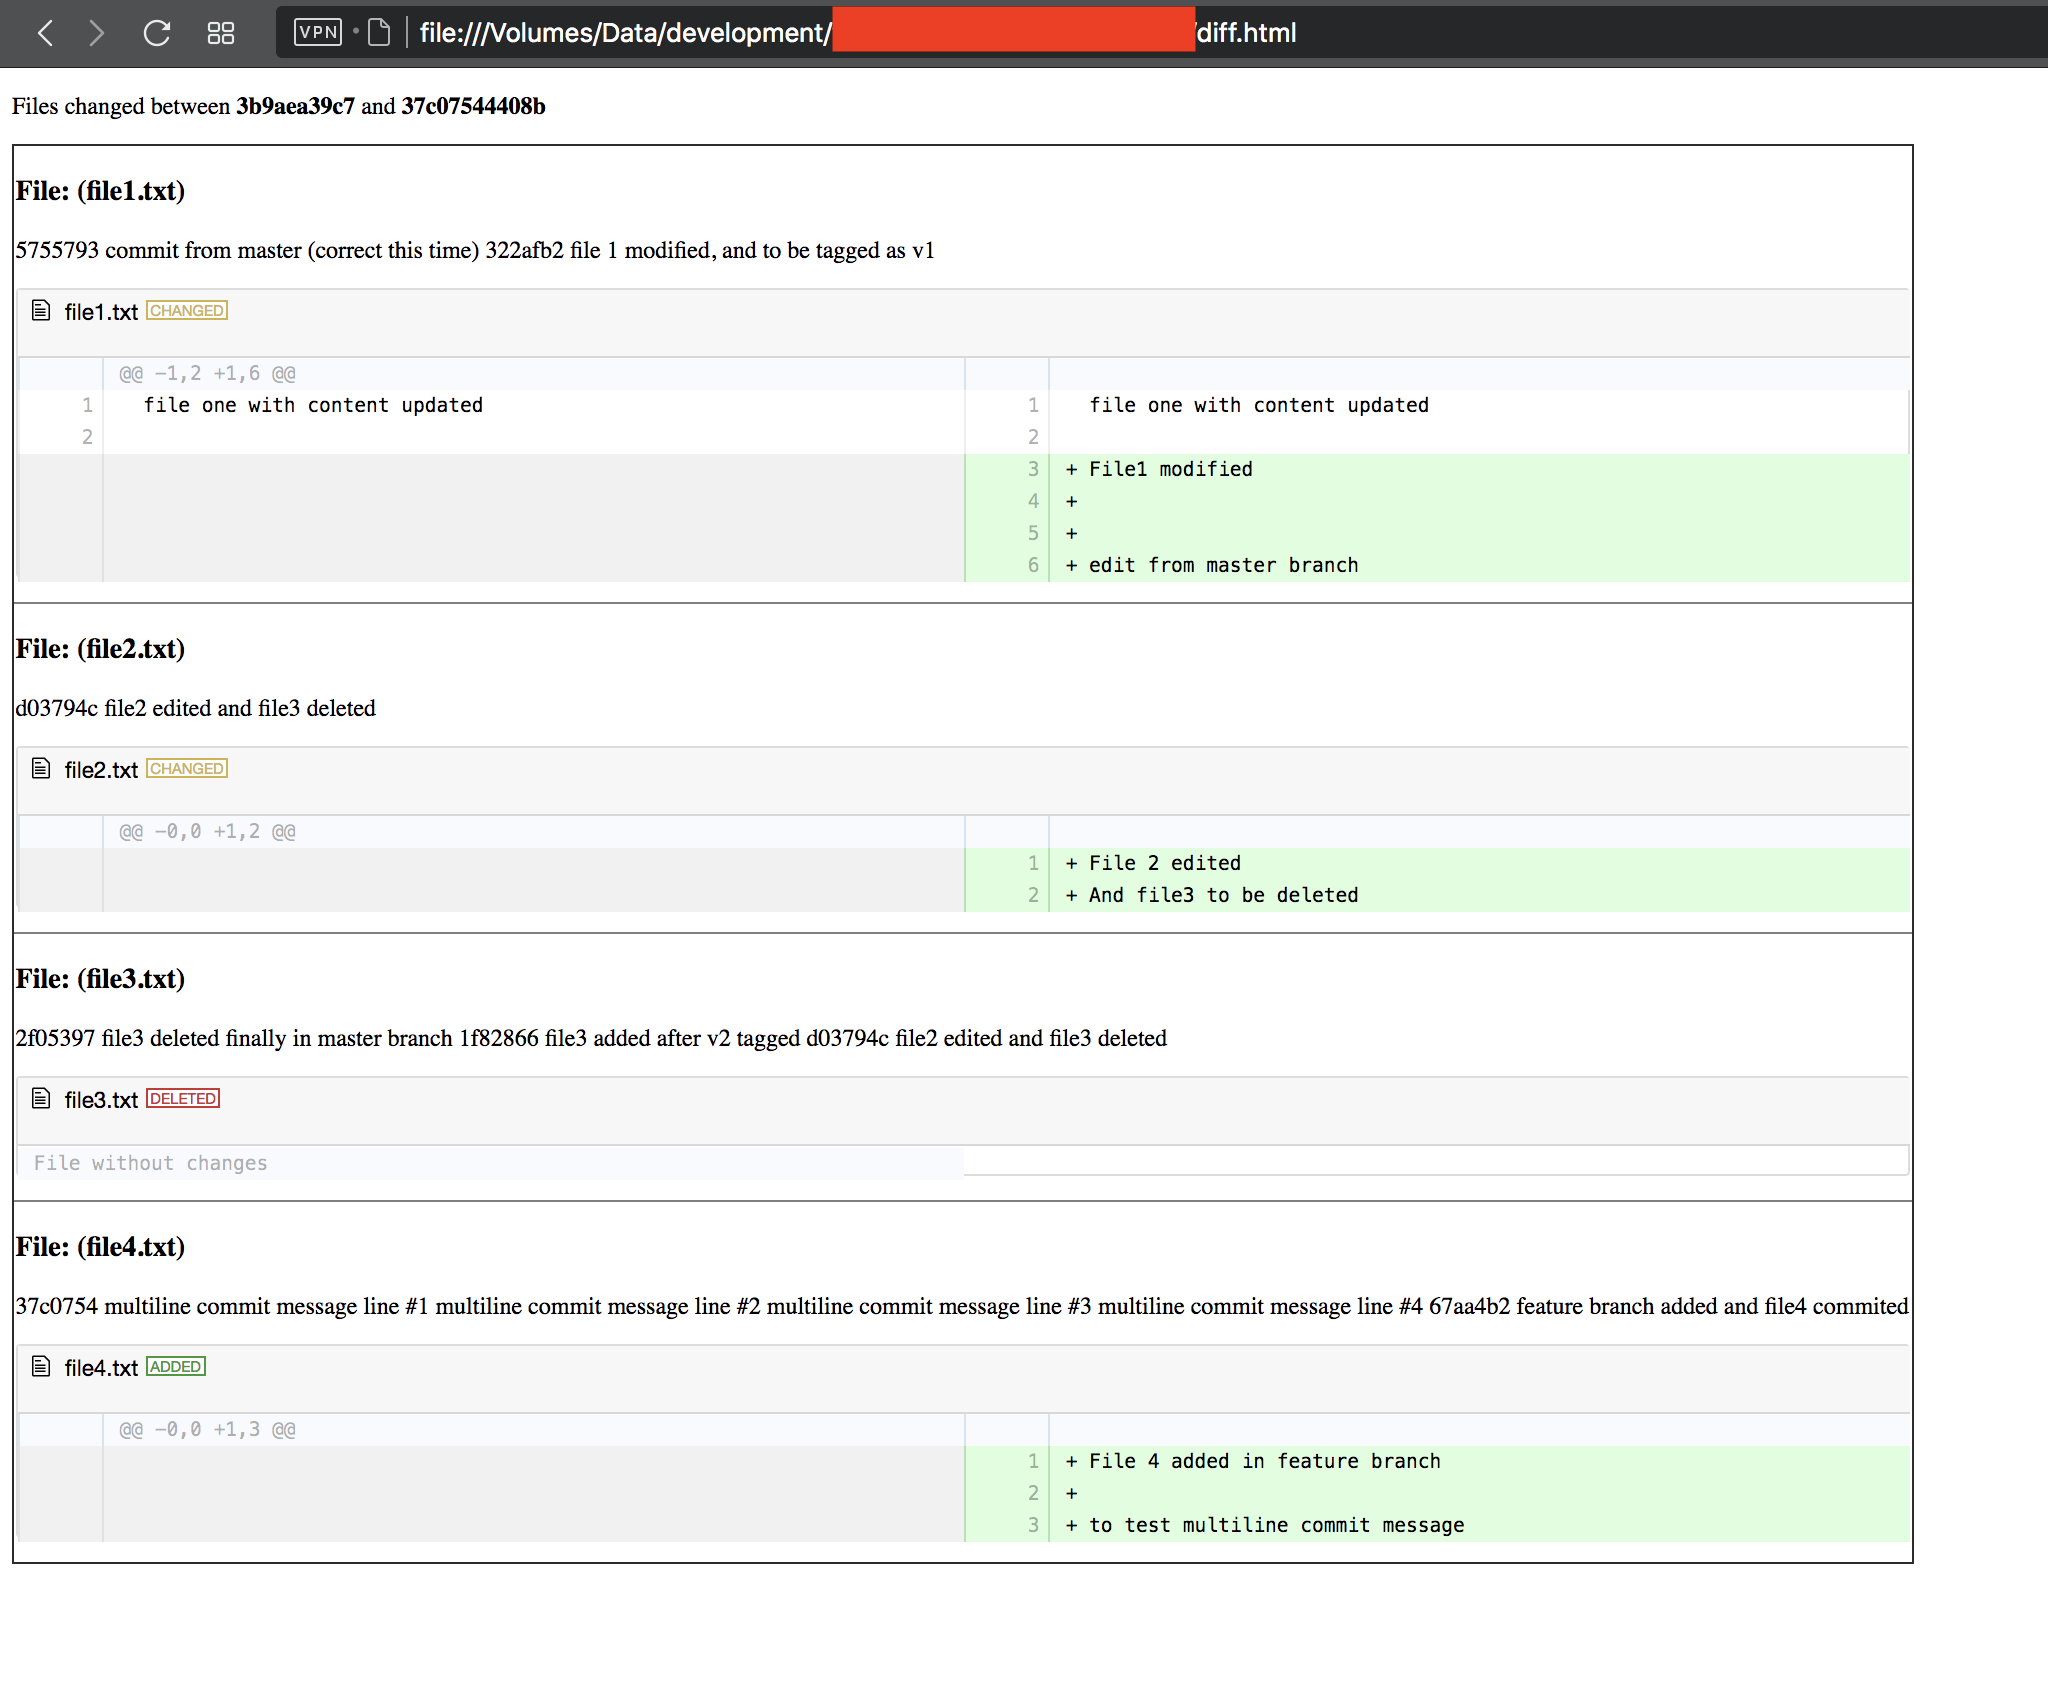 VPN file:///Volumes/Data/development/ /diff.html
Files changed between 3b9aea39c7 and 37c07544408b
File: (file1.txt)
5755793 commit from master (correct this time) 322afb2 file 1 modified, and to be tagged as v1
file1.txt CHANGED
@@ -1,2 +1,6 @@
1 file one with content updated 1 file one with content updated
2 2
3 + File1 modified
4 +
5 +
6 + edit from master branch
File: (file2.txt)
d03794c file2 edited and file3 deleted
file2.txt CHANGED
@@ -0,0 +1,2 @@
1 + File 2 edited
2 + And file3 to be deleted
File: (file3.txt)
2f05397 file3 deleted finally in master branch 1f82866 file3 added after v2 tagged d03794c file2 edited and file3 deleted
file3.txt DELETED
File without changes
File: (file4.txt)
37c0754 multiline commit message line #1 multiline commit message line #2 multiline commit message line #3 multiline commit message line #4 67aa4b2 feature branch added and file4 commited
file4.txt ADDED
@@ -0,0 +1,3 @@
1 + File 4 added in feature branch
2 +
3 + to test multiline commit message